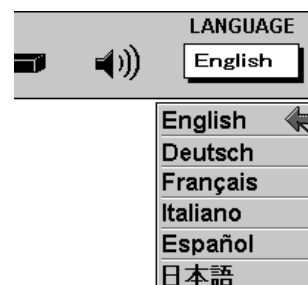 LANGUAGE
English
English
Deutsch
Français
Italiano
Español
日本語